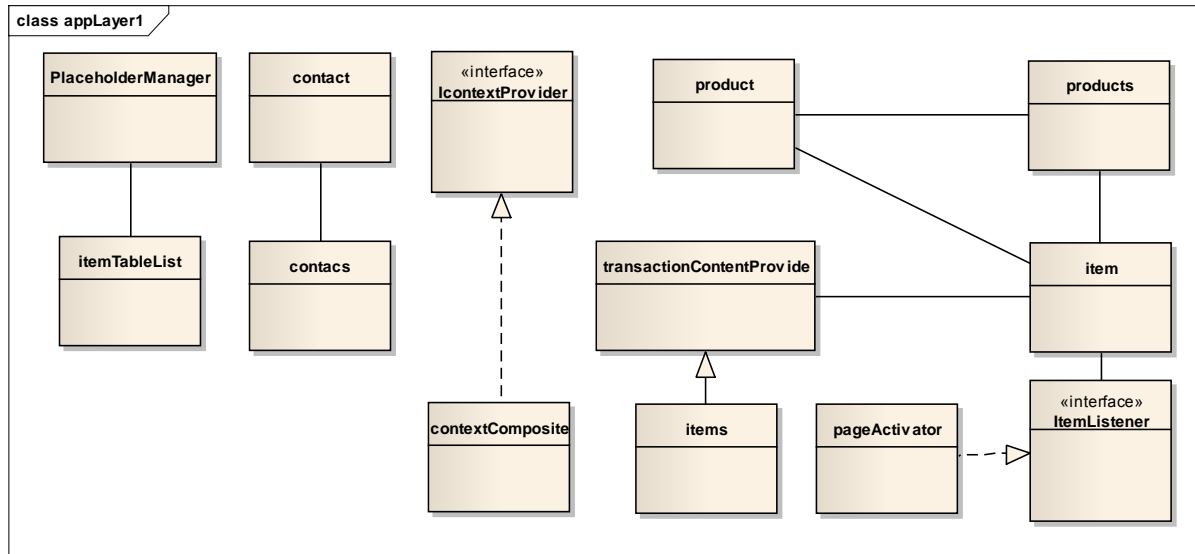 class appLayer1
PlaceholderManager
contact
«interface»
IcontextProvider
product
products
itemTableList
contacs
transactionContentProvide
item
contextComposite
items
pageActivator
«interface»
ItemListener